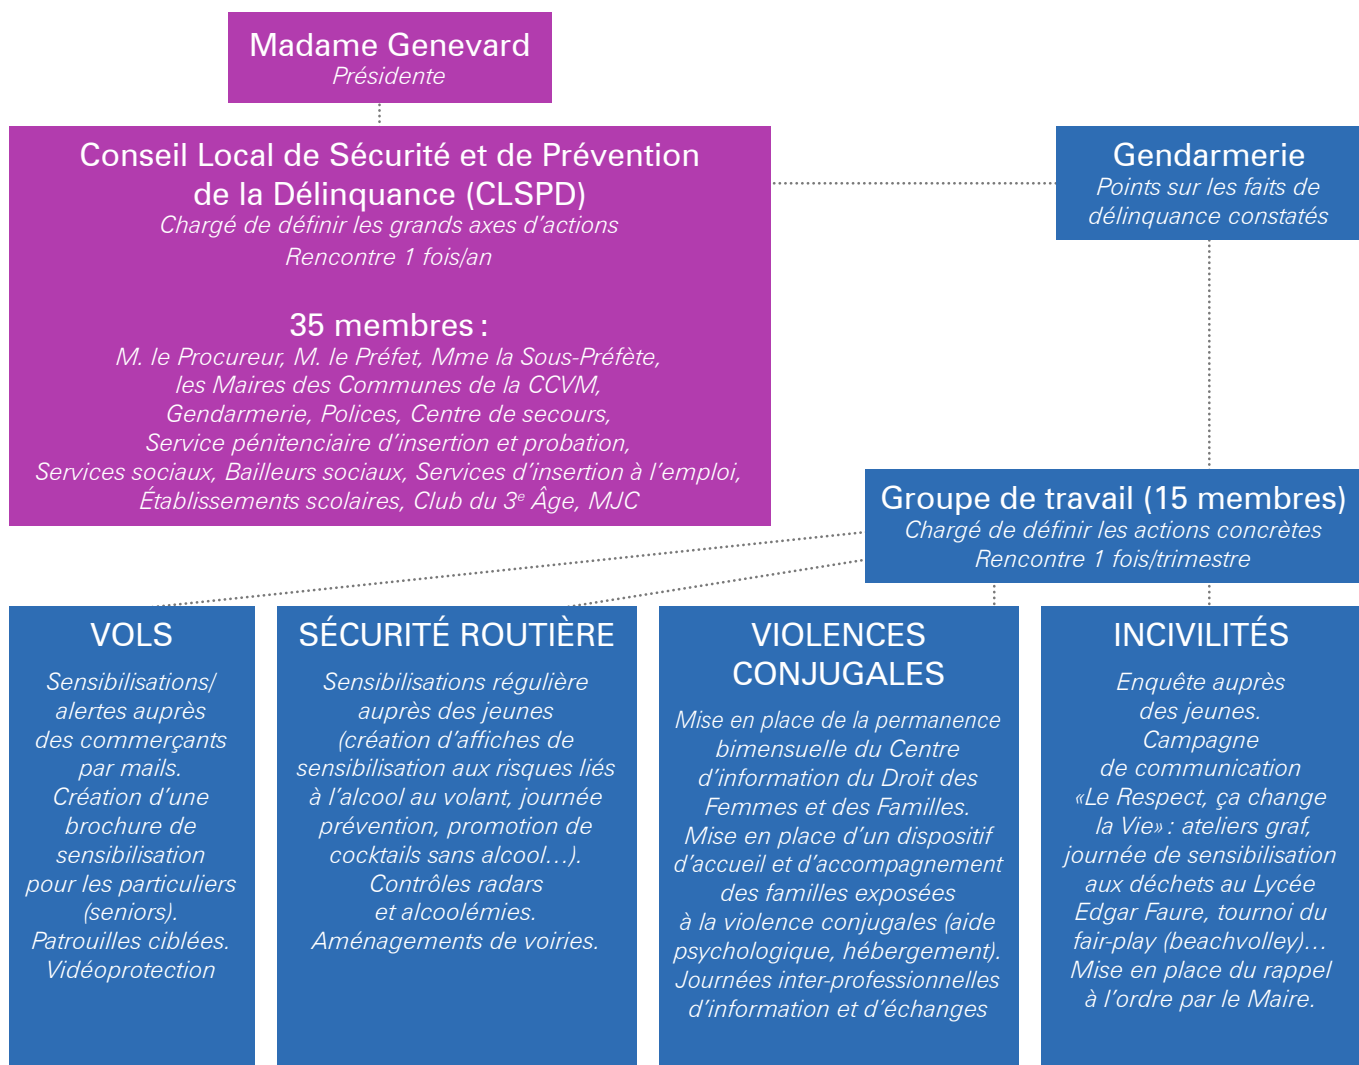 Madame Genevard
Présidente
Conseil Local de Sécurité et de Prévention
de la Délinquance (CLSPD)
Chargé de définir les grands axes d'actions
Rencontre 1 fois/an
35 membres :
M. le Procureur, M. le Préfet, Mme la Sous-Préfète,
les Maires des Communes de la CCVM,
Gendarmerie, Polices, Centre de secours,
Service pénitenciaire d'insertion et probation,
Services sociaux, Bailleurs sociaux, Services d'insertion à l'emploi,
Établissements scolaires, Club du 3e Âge, MJC
Gendarmerie
Points sur les faits de
délinquance constatés
Groupe de travail (15 membres)
Chargé de définir les actions concrètes
Rencontre 1 fois/trimestre
VOLS
Sensibilisations/
alertes auprès
des commerçants
par mails.
Création d'une
brochure de
sensibilisation
pour les particuliers
(seniors).
Patrouilles ciblées.
Vidéoprotection
SÉCURITÉ ROUTIÈRE
Sensibilisations régulière
auprès des jeunes
(création d'affiches de
sensibilisation aux risques liés
à l'alcool au volant, journée
prévention, promotion de
cocktails sans alcool…).
Contrôles radars
et alcoolémies.
Aménagements de voiries.
VIOLENCES
CONJUGALES
Mise en place de la permanence
bimensuelle du Centre
d'information du Droit des
Femmes et des Familles.
Mise en place d'un dispositif
d'accueil et d'accompagnement
des familles exposées
à la violence conjugales (aide
psychologique, hébergement).
Journées inter-professionnelles
d'information et d'échanges
INCIVILITÉS
Enquête auprès
des jeunes.
Campagne
de communication
«Le Respect, ça change
la Vie» : ateliers graf,
journée de sensibilisation
aux déchets au Lycée
Edgar Faure, tournoi du
fair-play (beachvolley)…
Mise en place du rappel
à l'ordre par le Maire.